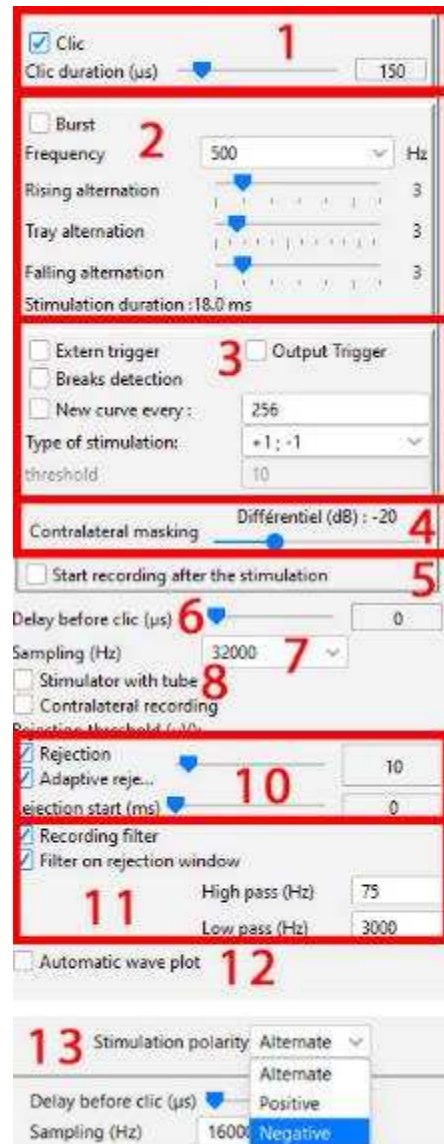 Clic
1
Clic duration (µs) 150
Burst
2
Frequency 500 Hz
Rising alternation 3
Tray alternation 3
Falling alternation 3
Stimulation duration :18.0 ms
Extern trigger 3 Output Trigger
Breaks detection
New curve every : 256
Type of stimulation: +1 ; -1
threshold 10
Différentiel (dB) : -20
Contralateral masking 4
Start recording after the stimulation 5
Delay before clic (µs) 6 0
Sampling (Hz) 32000 7
Stimulator with tube 8
Contralateral recording
Rejection threshold (µV):
Rejection
10 10
Adaptive reje...
ejection start (ms) 0
Recording filter
Filter on rejection window
11
High pass (Hz) 75
Low pass (Hz) 3000
Automatic wave plot 12
13 Stimulation polarity Alternate
Alternate
Delay before clic (µs) Positive
Sampling (Hz) 1600 Negative